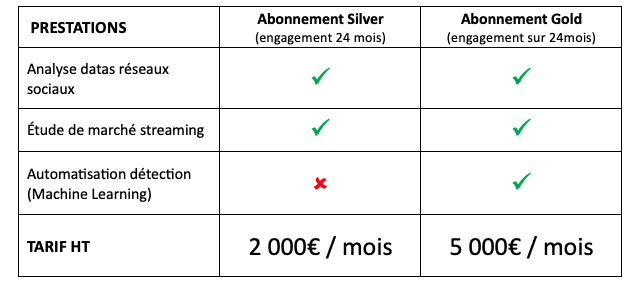 PRESTATIONS
Abonnement Silver
(engagement 24 mois)
Abonnement Gold
(engagement sur 24mois)
Analyse datas réseaux
sociaux
Étude de marché streaming
Automatisation détection
(Machine Learning)
TARIF HT
2 000€ / mois
5 000€ / mois